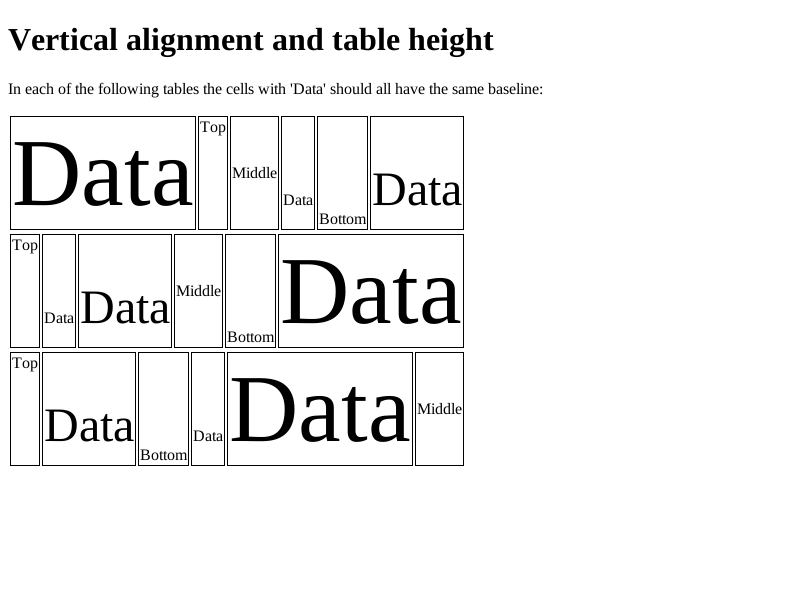 Vertical alignment and table height
In each of the following tables the cells with 'Data' should all have the same baseline:
Data Top Middle Data Bottom Data
Top Data Data Middle Bottom Data
Top Data Bottom Data Data Middle